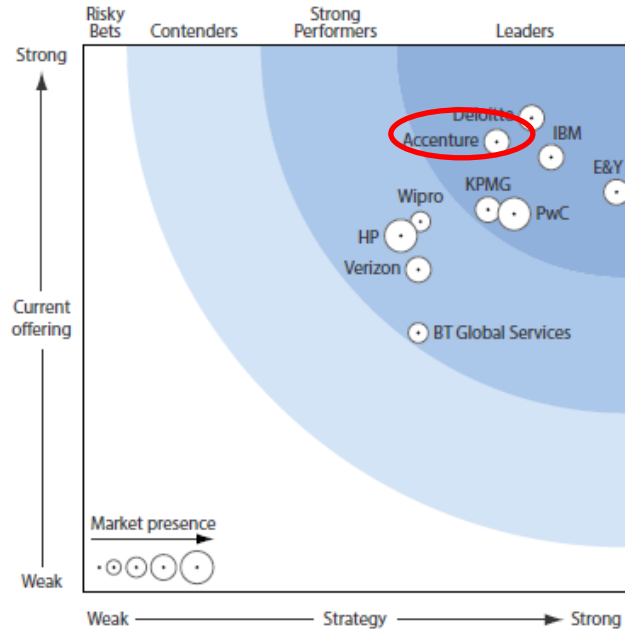 Risky
Bets
Contenders
Strong
Performers
Leaders
Strong
Deloitte
Accenture
IBM
E&Y
KPMG
Wipro
PwC
HP
Verizon
Current
offering
BT Global Services
Market presence
Weak
Weak
Strategy
Strong